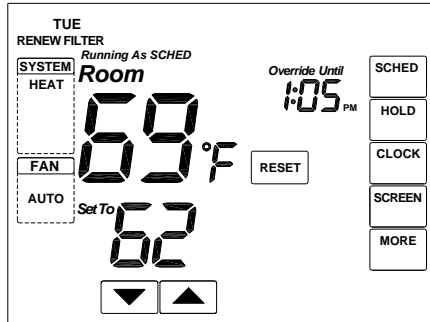 TUE
RENEW FILTER
Running As SCHED
SYSTEM
HEAT
Room
69°F
Override Until
1:05 PM
RESET
FAN
AUTO
Set To
62
SCHED
HOLD
CLOCK
SCREEN
MORE